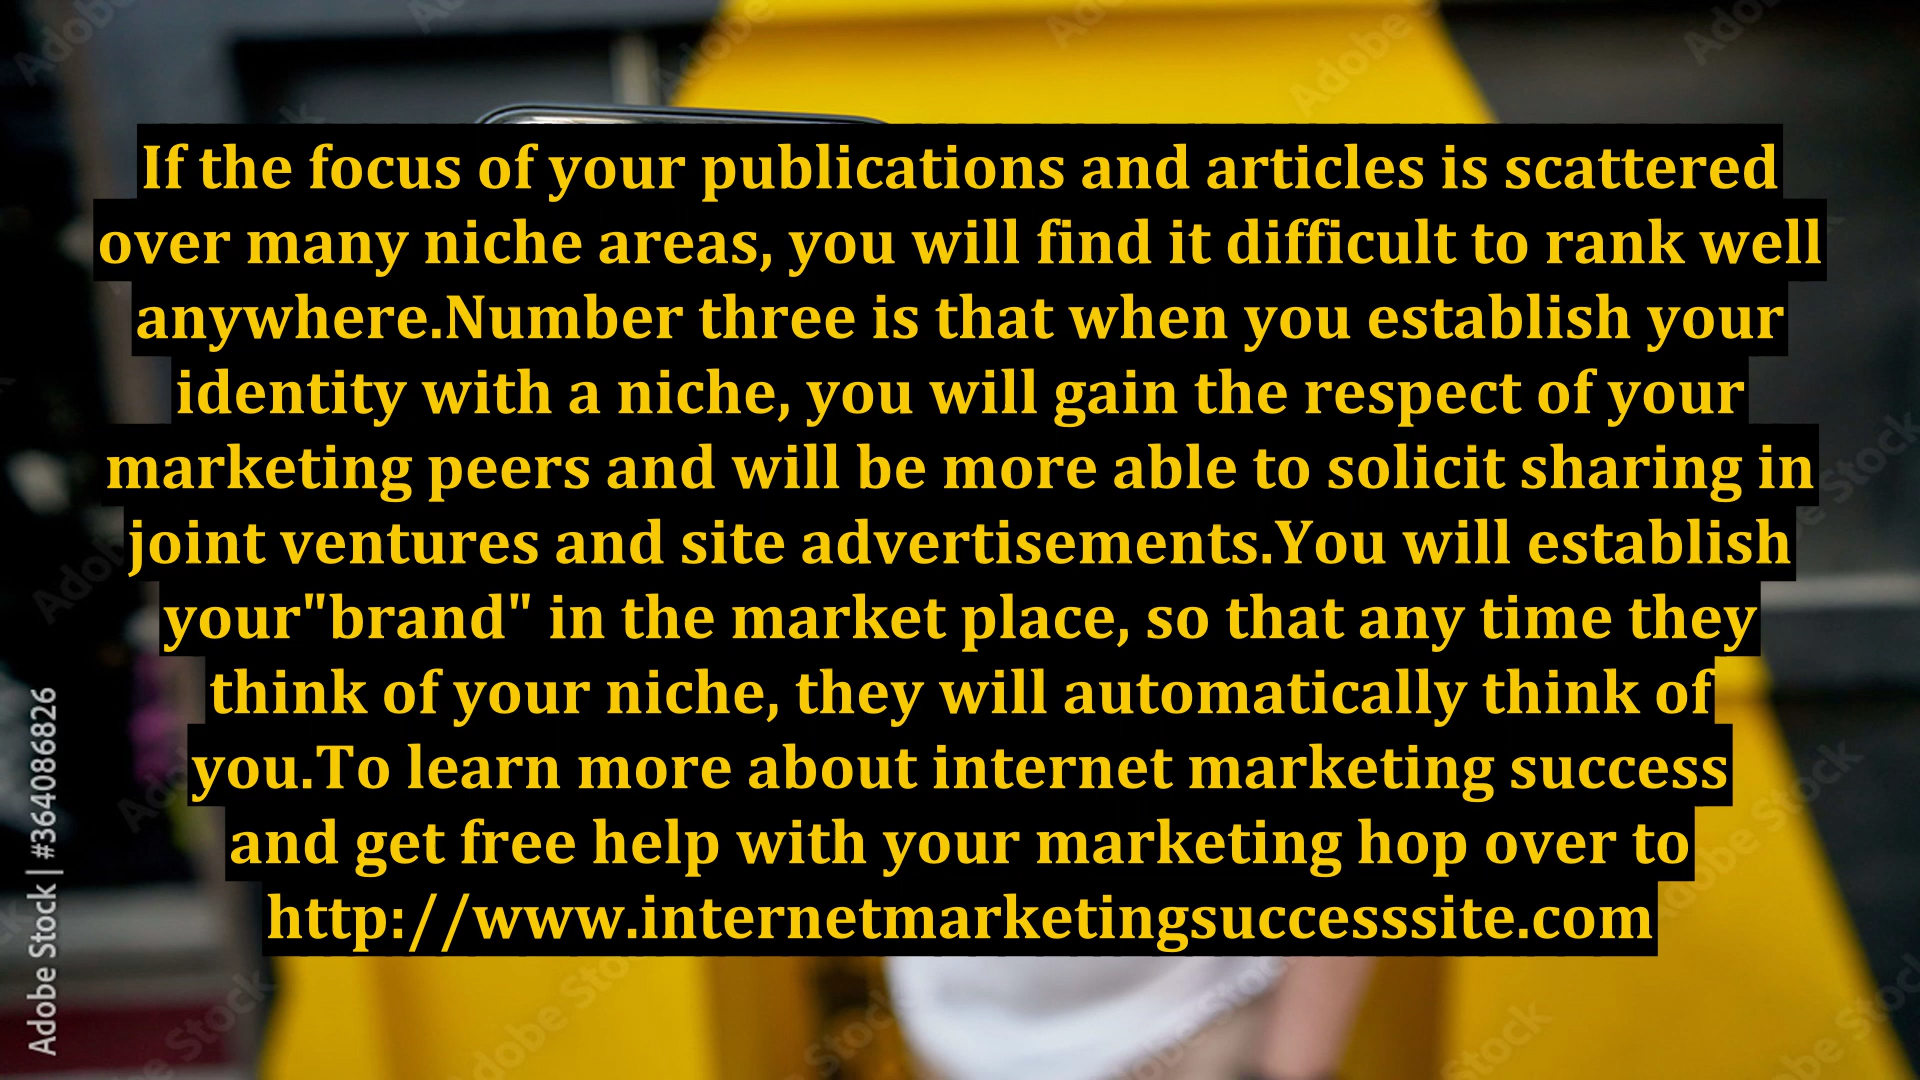 If the focus of your publications and articles is scattered
over many niche areas, you will find it difficult to rank well
anywhere.Number three is that when you establish your
identity with a niche, you will gain the respect of your
marketing peers and will be more able to solicit sharing in
joint ventures and site advertisements.You will establish
your"brand" in the market place, so that any time they
think of your niche, they will automatically think of
you.To learn more about internet marketing success
and get free help with your marketing hop over to
http://www.internetmarketingsuccesssite.com
Adobe Stock | #364086826